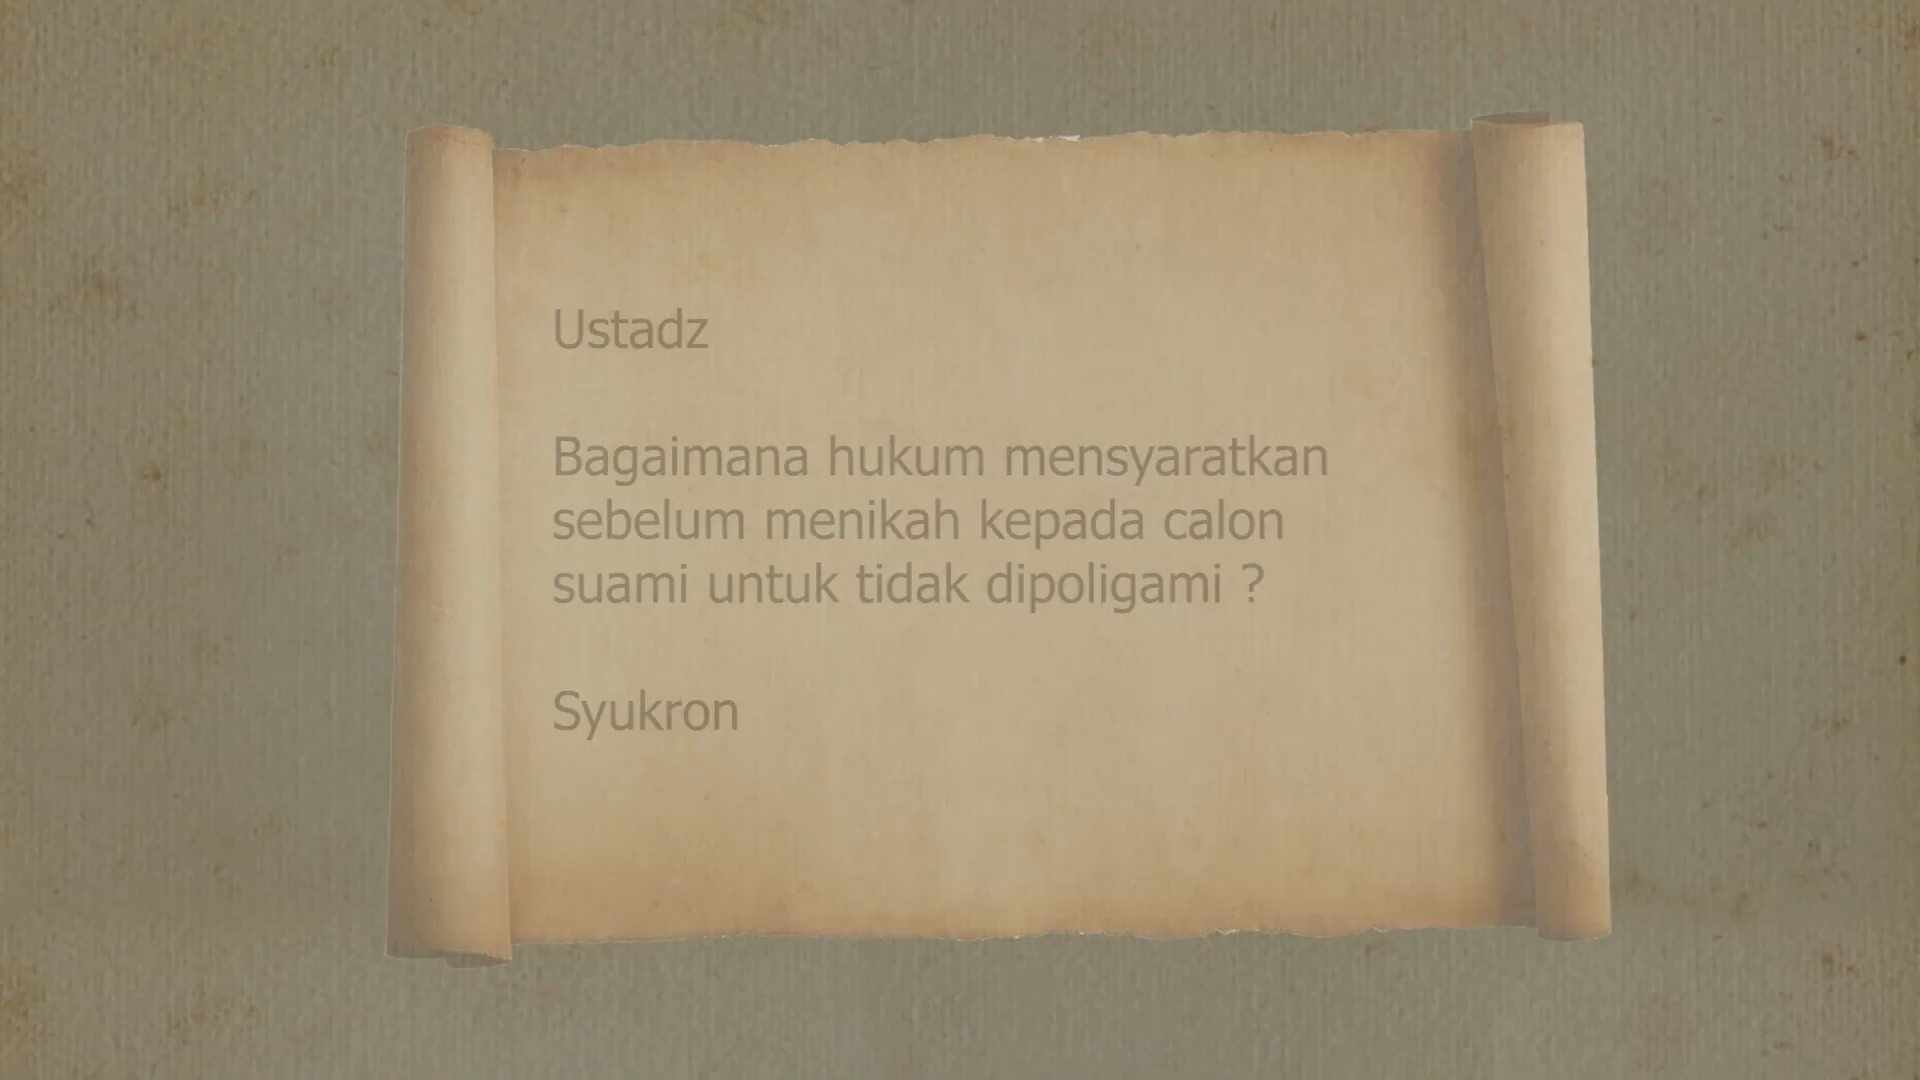 Ustadz
Bagaimana hukum mensyaratkan
sebelum menikah kepada calon
suami untuk tidak dipoligami ?
Syukron